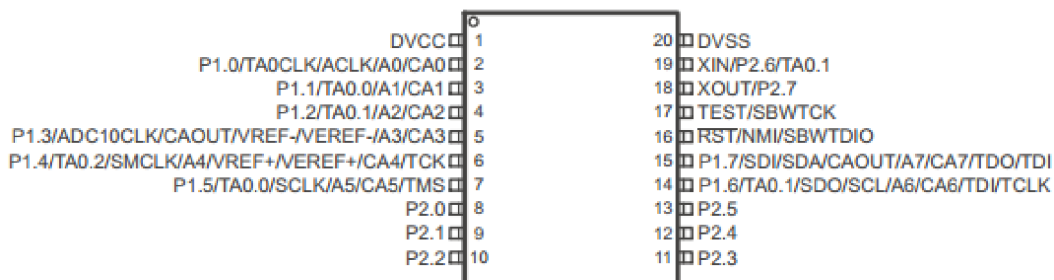 DVCC 1 20 DVSS
P1.0/TA0CLK/ACLK/A0/CA0 2 19 XIN/P2.6/TA0.1
P1.1/TA0.0/A1/CA1 3 18 XOUT/P2.7
P1.2/TA0.1/A2/CA2 4 17 TEST/SBWTCK
P1.3/ADC10CLK/CAOUT/VREF-/VEREF-/A3/CA3 5 16 RST/NMI/SBWTDIO
P1.4/TA0.2/SMCLK/A4/VREF+/VEREF+/CA4/TCK 6 15 P1.7/SDI/SDA/CAOUT/A7/CA7/TDO/TDI
P1.5/TA0.0/SCLK/A5/CA5/TMS 7 14 P1.6/TA0.1/SDO/SCL/A6/CA6/TDI/TCLK
P2.0 8 13 P2.5
P2.1 9 12 P2.4
P2.2 10 11 P2.3